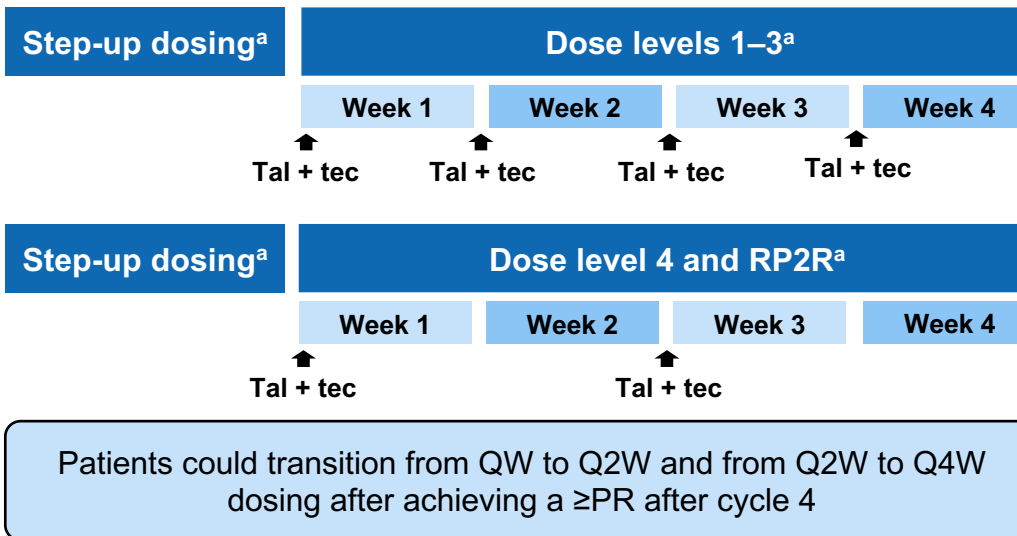 Step-up dosingᵃ Dose levels 1–3ᵃ
Week 1 Week 2 Week 3 Week 4
Tal + tec Tal + tec Tal + tec Tal + tec
Step-up dosingᵃ Dose level 4 and RP2Rᵃ
Week 1 Week 2 Week 3 Week 4
Tal + tec Tal + tec
Patients could transition from QW to Q2W and from Q2W to Q4W
dosing after achieving a ≥PR after cycle 4